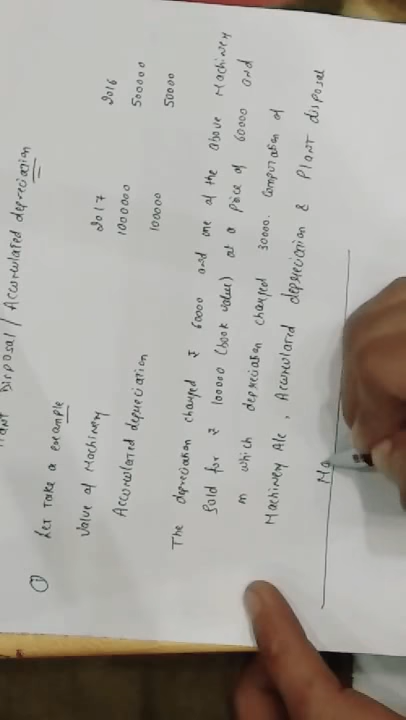 Disposal / Accumulated depreciation
① Let Take a example
2017 2016
Value of Machinery 1000000 500000
Accumulated depreciation 100000 50000
The depreciation charged ₹ 60000 and one of the above Machinery
Sold for ₹ 100000 (book value) at a price of 60000 and
in which depreciation charged 30000. Computation of
Machinery A/c, Accumulated depreciation & Plant disposal
Ma